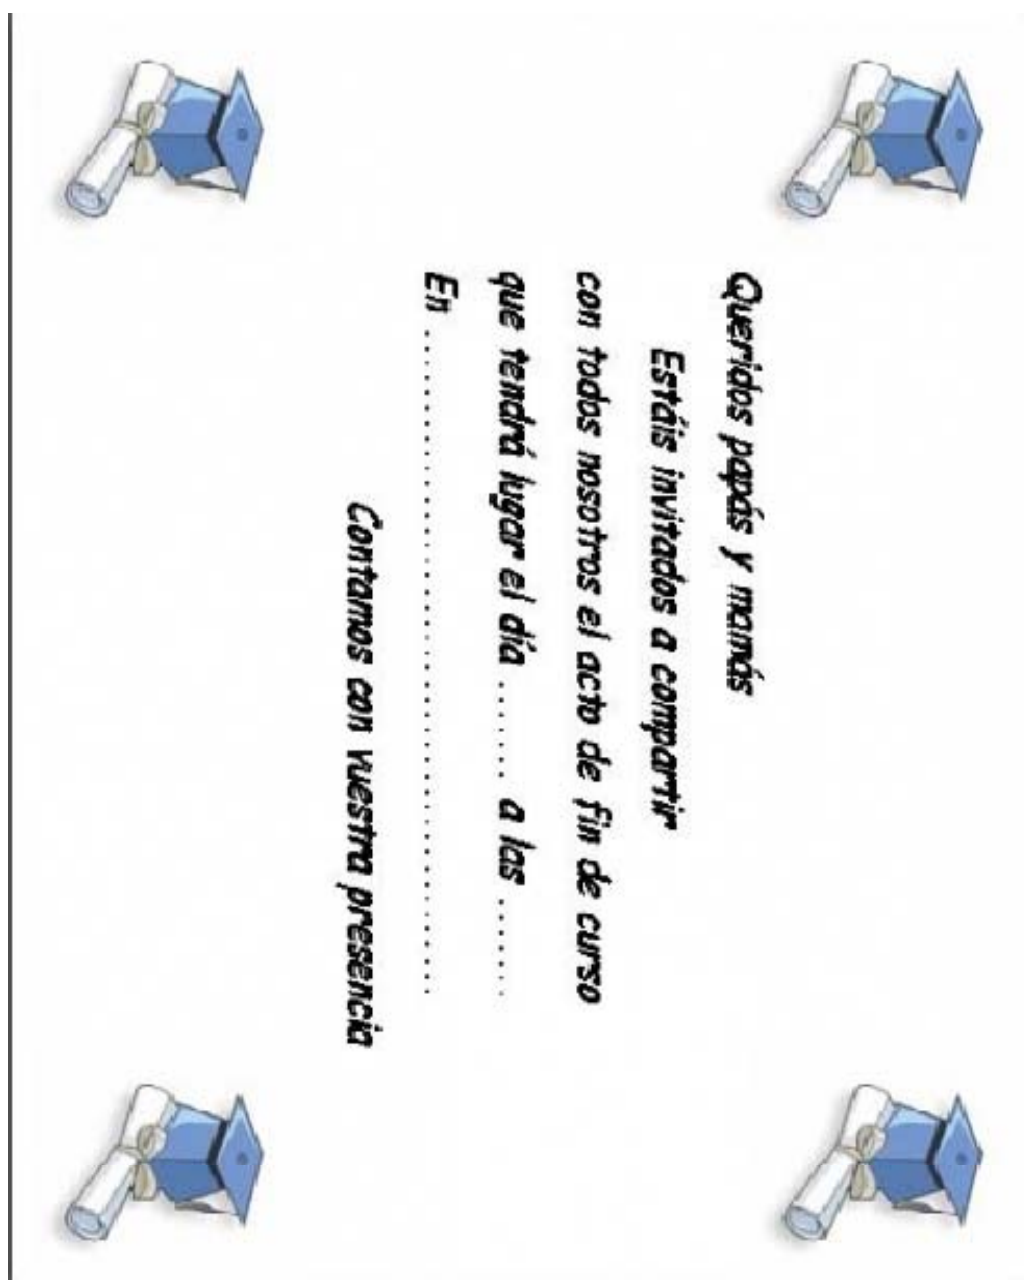 Queridos papás y mamás
Estáis invitados a compartir
con todos nosotros el acto de fin de curso
que tendrá lugar el día ........ a las ........
En ..........................................................
Contamos con vuestra presencia